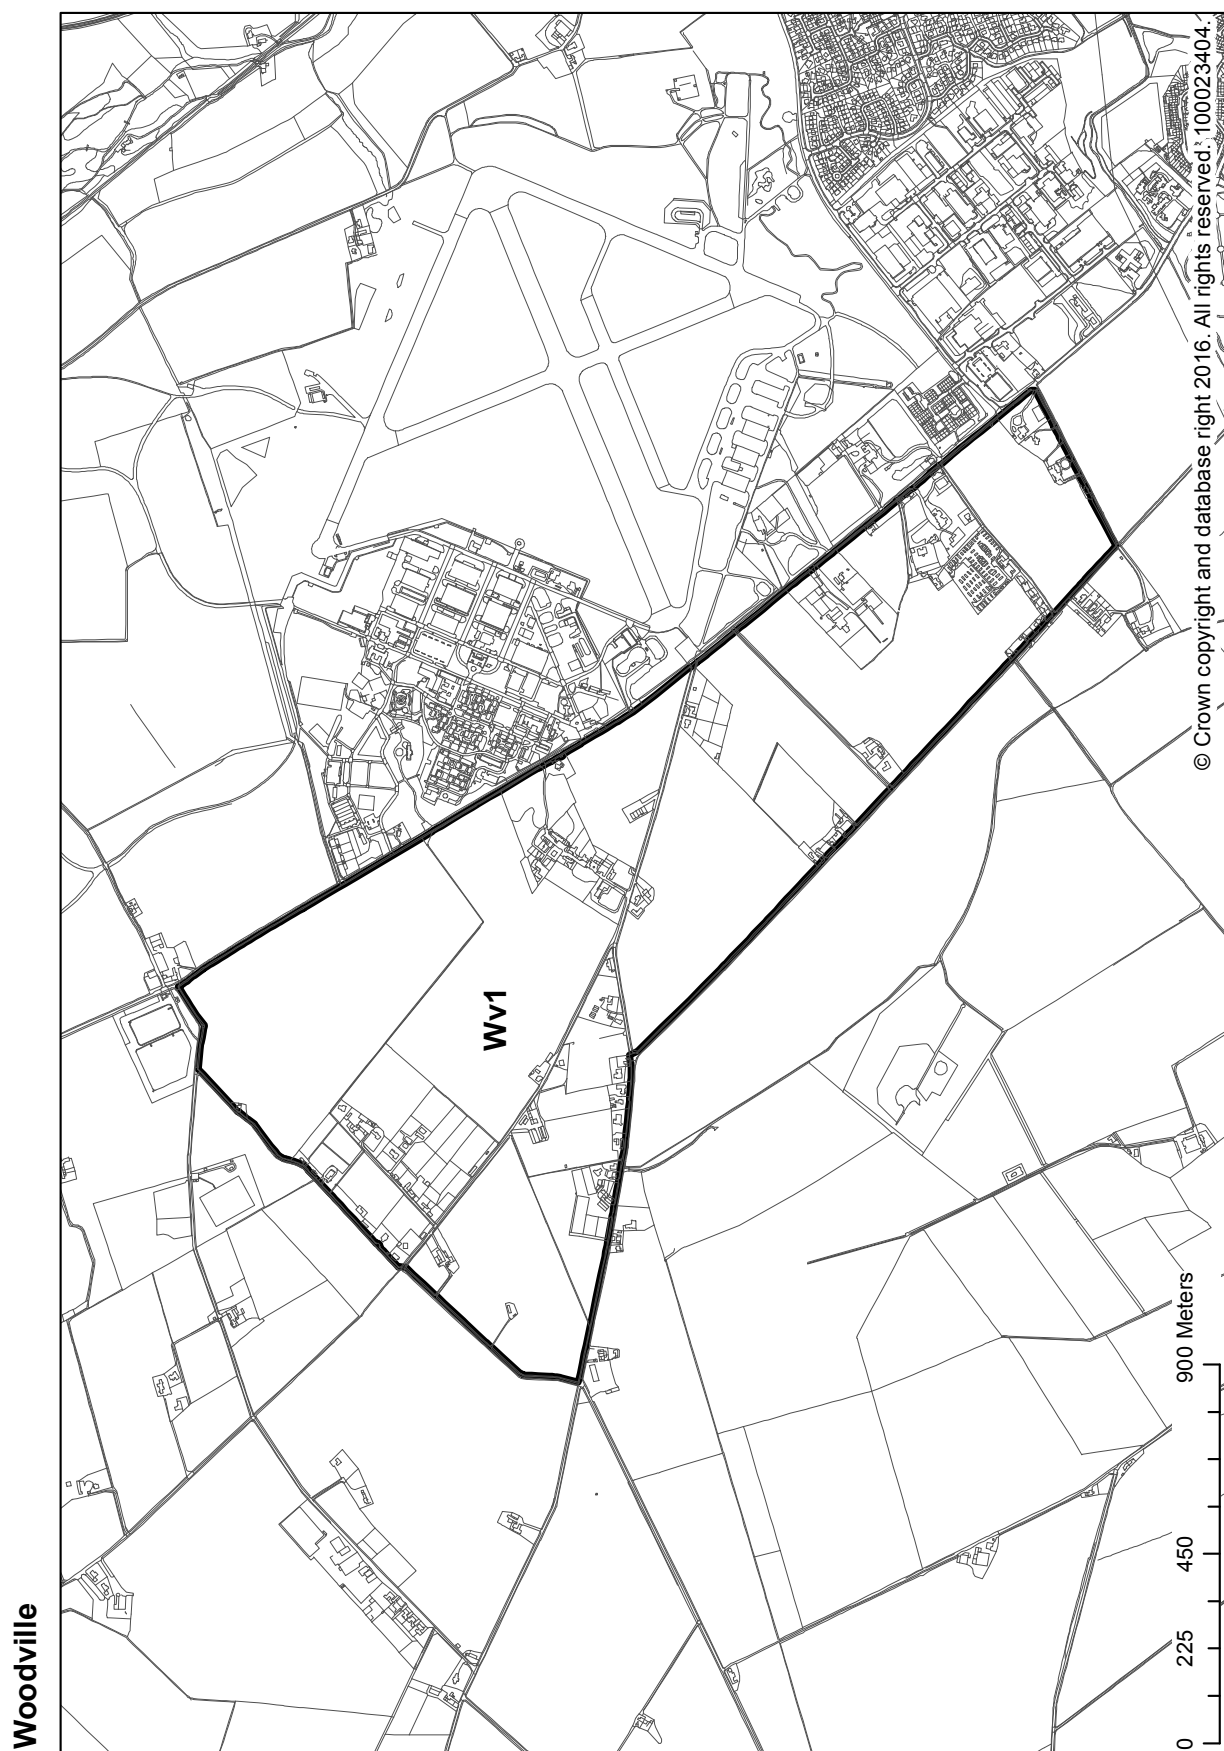 Woodville
Wv1
0 225 450 900 Meters
© Crown copyright and database right 2016. All rights reserved. 100023404.